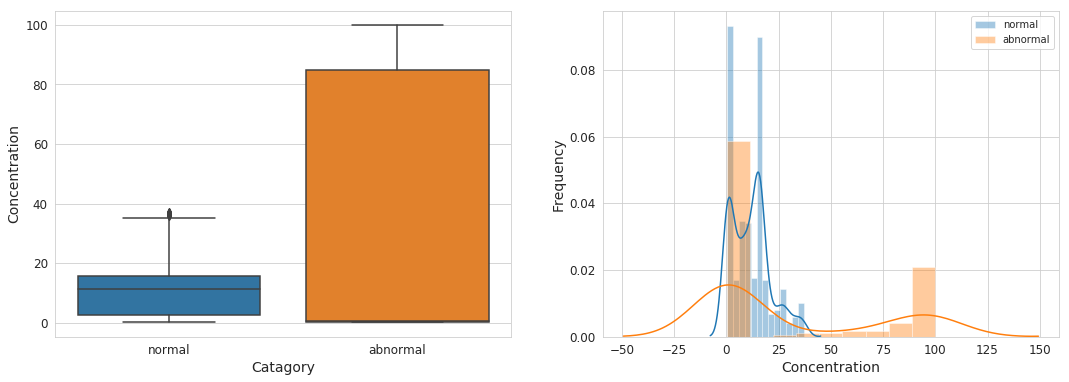 100
80
60
40
20
0
Concentration
normal
abnormal
Catagory
normal
abnormal
0.08
0.06
0.04
0.02
0.00
Frequency
−50
−25
0
25
50
75
100
125
150
Concentration